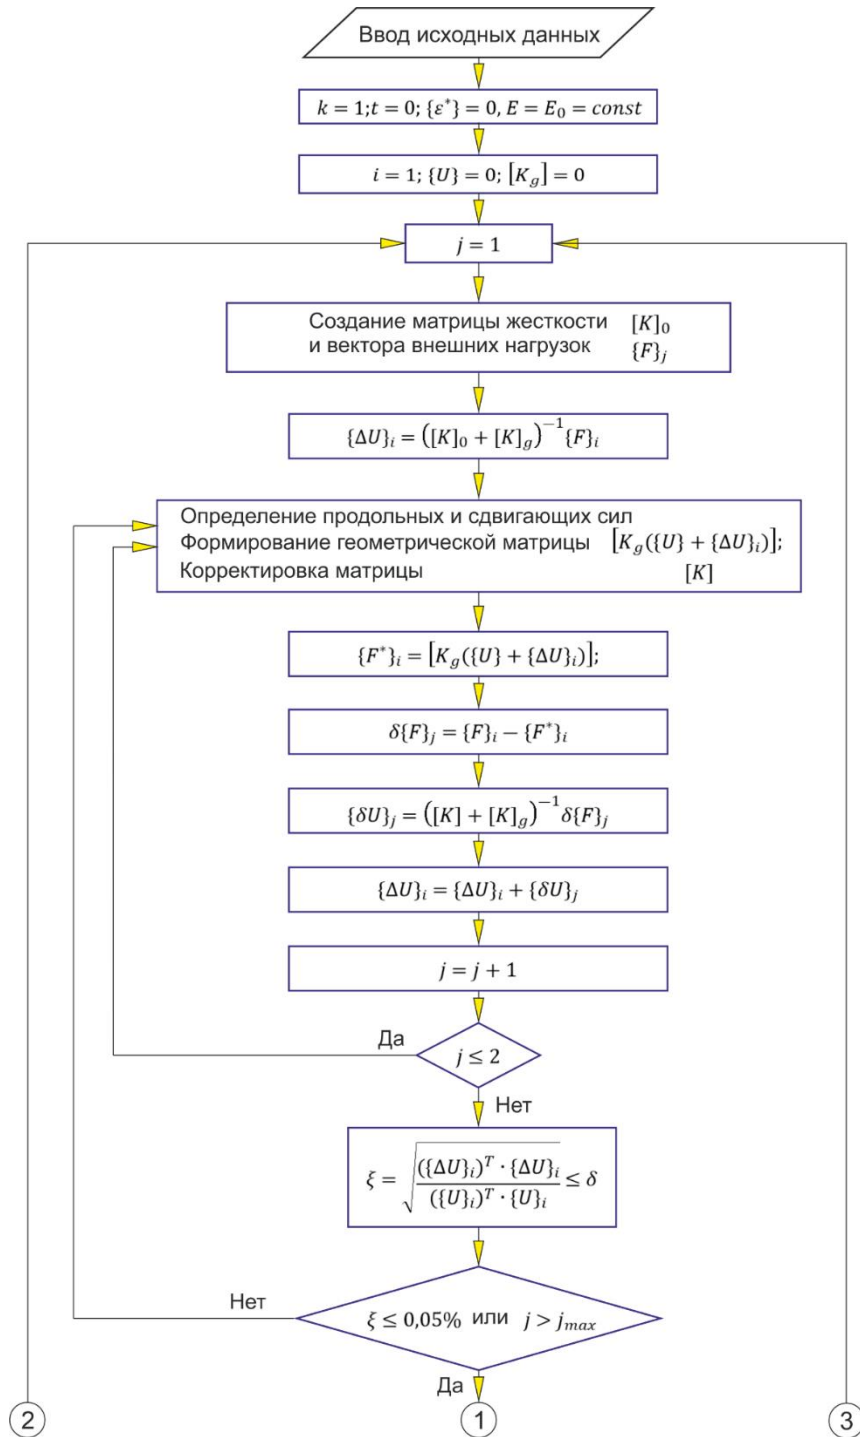 Ввод исходных данных
k = 1;t = 0; {ε*} = 0, E = E₀ = const
i = 1; {U} = 0; [K_g] = 0
j = 1
Создание матрицы жесткости [K]₀
и вектора внешних нагрузок {F}_j
{ΔU}_i = ([K]₀ + [K]_g)⁻¹{F}_i
Определение продольных и сдвигающих сил
Формирование геометрической матрицы [K_g({U} + {ΔU}_i)];
Корректировка матрицы [K]
{F*}_i = [K_g({U} + {ΔU}_i)];
δ{F}_j = {F}_i − {F*}_i
{δU}_j = ([K] + [K]_g)⁻¹δ{F}_j
{ΔU}_i = {ΔU}_i + {δU}_j
j = j + 1
Да
j ≤ 2
Нет
ξ = √(({ΔU}_i)ᵀ · {ΔU}_i / ({U}_i)ᵀ · {U}_i) ≤ δ
Нет
ξ ≤ 0,05% или j > j_max
Да
2 1 3